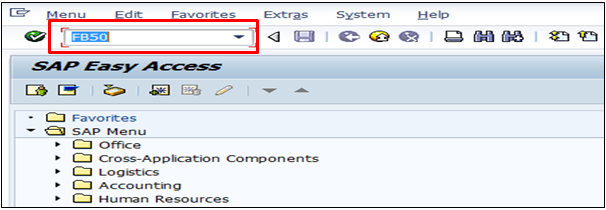 Menu Edit Favorites Extras System Help
FB50
SAP Easy Access
Favorites
SAP Menu
Office
Cross-Application Components
Logistics
Accounting
Human Resources